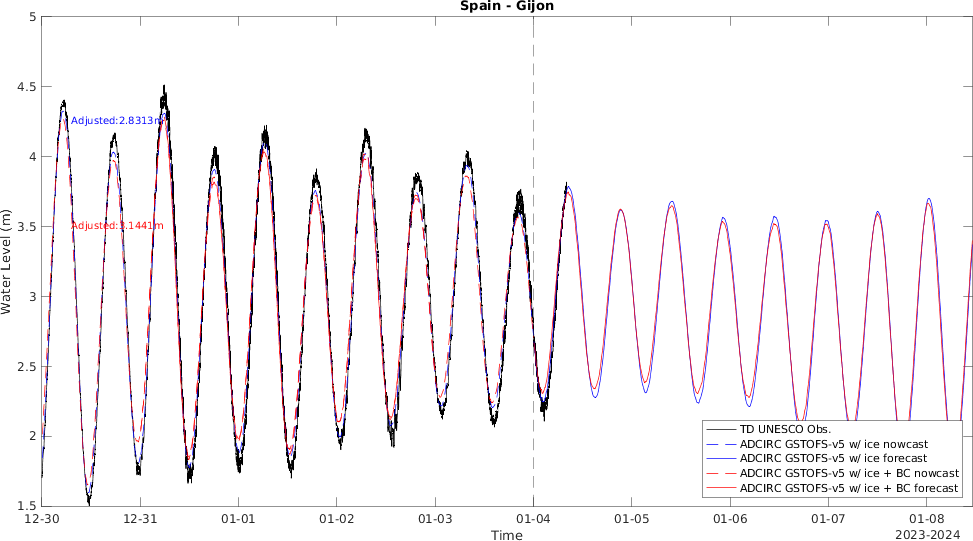 Spain - Gijon
5
4.5
4
3.5
3
2.5
2
1.5
Water Level (m)
Adjusted:2.8313m
Adjusted:3.1441m
TD UNESCO Obs.
ADCIRC GSTOFS-v5 w/ ice nowcast
ADCIRC GSTOFS-v5 w/ ice forecast
ADCIRC GSTOFS-v5 w/ ice + BC nowcast
ADCIRC GSTOFS-v5 w/ ice + BC forecast
12-30 12-31 01-01 01-02 01-03 01-04 01-05 01-06 01-07 01-08
Time
2023-2024